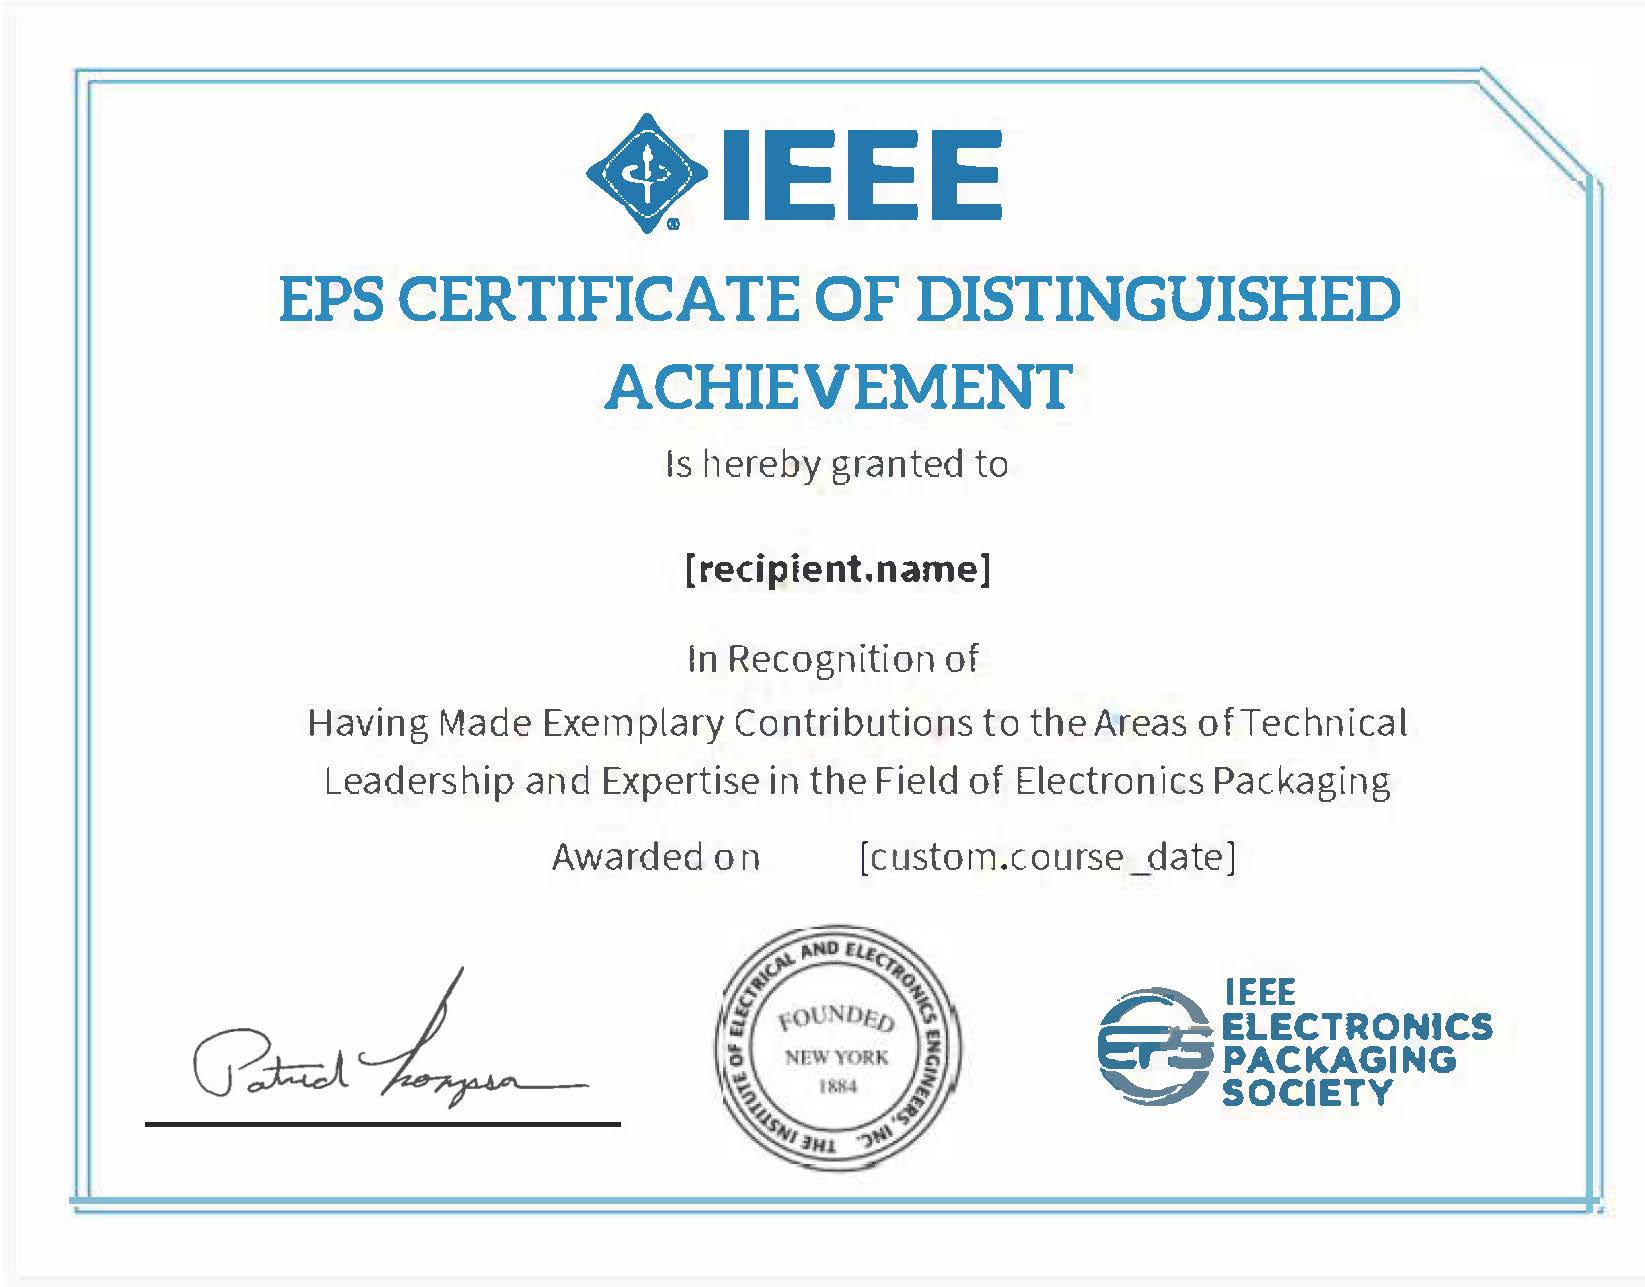 IEEE
EPS CERTIFICATE OF DISTINGUISHED
ACHIEVEMENT
Is hereby granted to
[recipient.name]
In Recognition of
Having Made Exemplary Contributions to the Areas of Technical
Leadership and Expertise in the Field of Electronics Packaging
Awarded on [custom.course_date]
Patrick Thompson
THE INSTITUTE OF ELECTRICAL AND ELECTRONICS ENGINEERS, INC.
FOUNDED
NEW YORK
1884
EPS
IEEE
ELECTRONICS
PACKAGING
SOCIETY